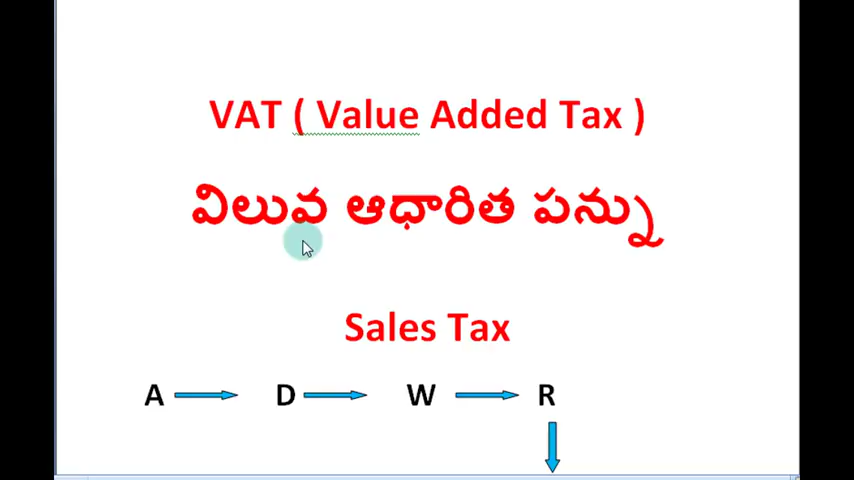 VAT ( Value Added Tax )
విలువ ఆధారిత పన్ను
Sales Tax
A D W R